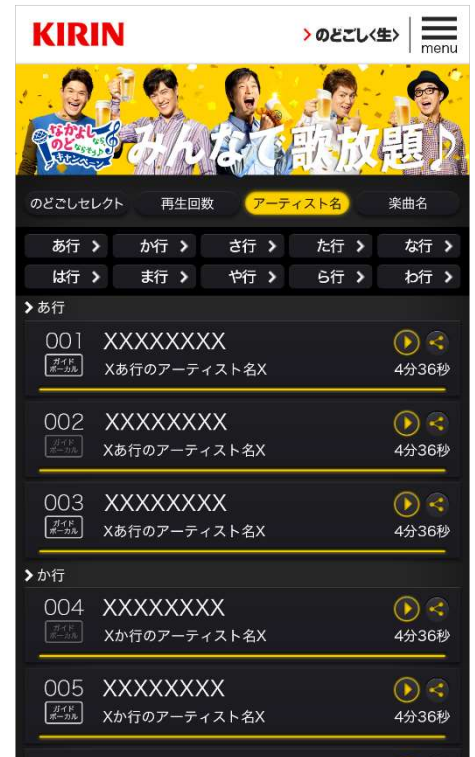 KIRIN
のどごし<生>
menu
なかよし
のどならなら♪
キャンペーン
みんなで歌放題♪
のどごしセレクト 再生回数 アーティスト名 楽曲名
あ行 か行 さ行 た行 な行
は行 ま行 や行 ら行 わ行
あ行
001 XXXXXXXX
ガイド
ボーカル
Xあ行のアーティスト名X 4分36秒
002 XXXXXXXX
ガイド
ボーカル
Xあ行のアーティスト名X 4分36秒
003 XXXXXXXX
ガイド
ボーカル
Xあ行のアーティスト名X 4分36秒
か行
004 XXXXXXXX
ガイド
ボーカル
Xか行のアーティスト名X 4分36秒
005 XXXXXXXX
ガイド
ボーカル
Xか行のアーティスト名X 4分36秒